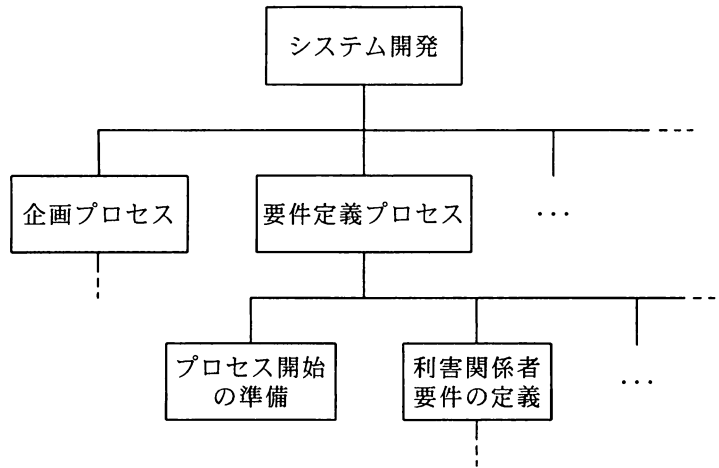 システム開発
企画プロセス
要件定義プロセス
...
プロセス開始
の準備
利害関係者
要件の定義
...